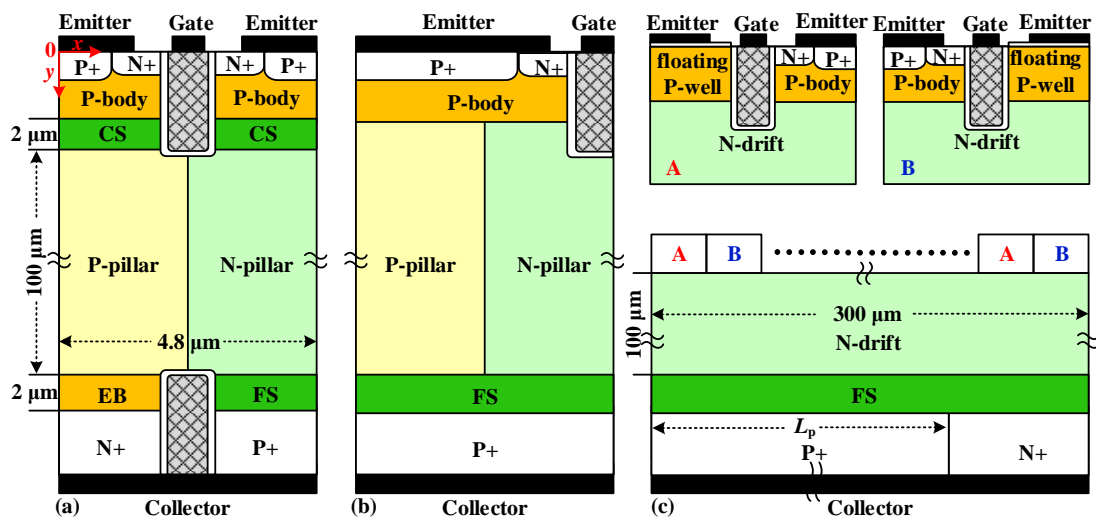 Emitter Gate Emitter
0 x
y
P+ N+ N+ P+
P-body P-body
2 μm CS CS
100 μm
P-pillar N-pillar
4.8 μm
2 μm EB FS
N+ P+
(a) Collector
Emitter Gate
P+ N+
P-body
P-pillar N-pillar
FS
P+
(b) Collector
Emitter Gate Emitter
floating P-well N+ P+
P-body
N-drift
A
Emitter Gate Emitter
P+ N+ floating P-well
P-body
N-drift
B
A B A B
300 μm
100 μm
N-drift
FS
Lp
P+ N+
(c) Collector